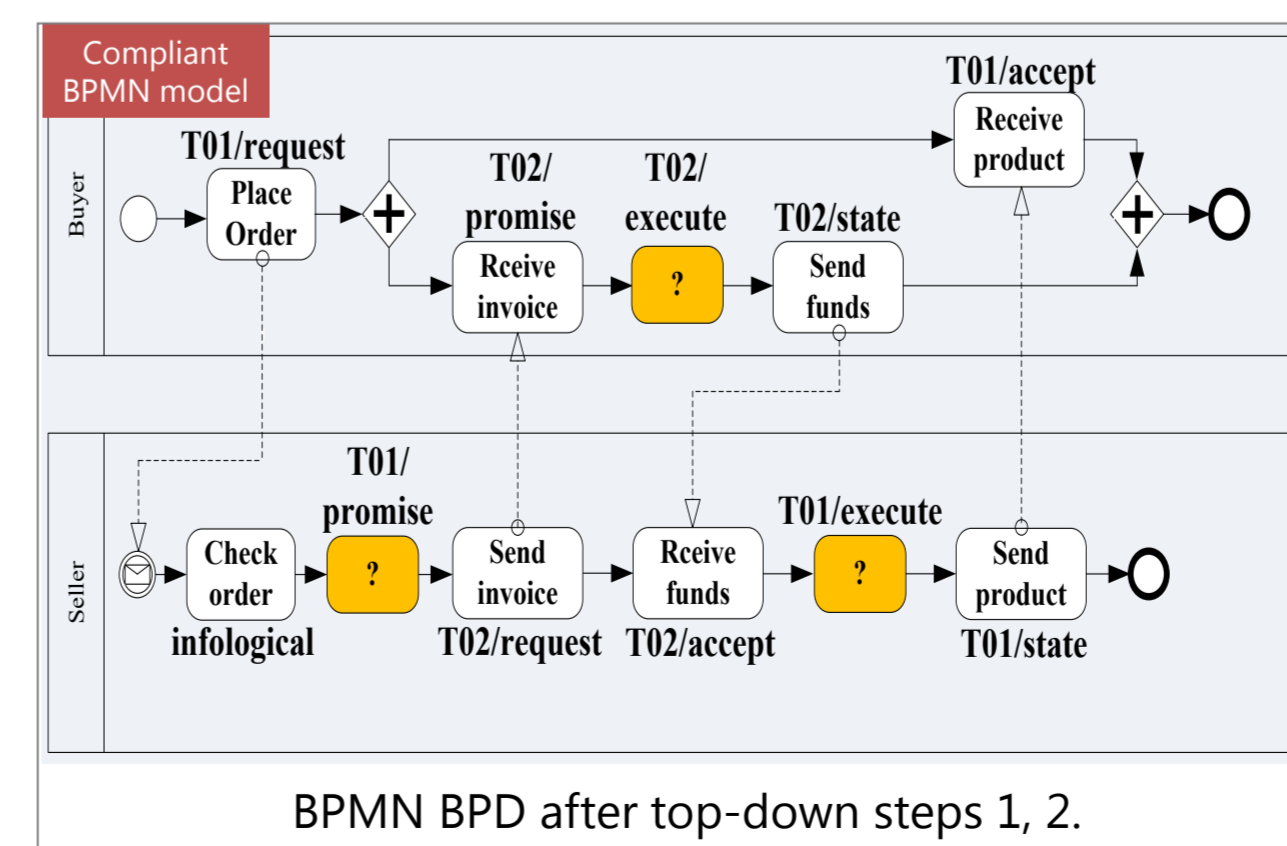 Compliant
BPMN model
Buyer
T01/request
Place
Order
T02/
promise
Rceive
invoice
T02/
execute
?
T02/state
Send
funds
T01/accept
Receive
product
Seller
Check
order
infological
T01/
promise
?
Send
invoice
T02/request
Rceive
funds
T02/accept
T01/execute
?
Send
product
T01/state
BPMN BPD after top-down steps 1, 2.